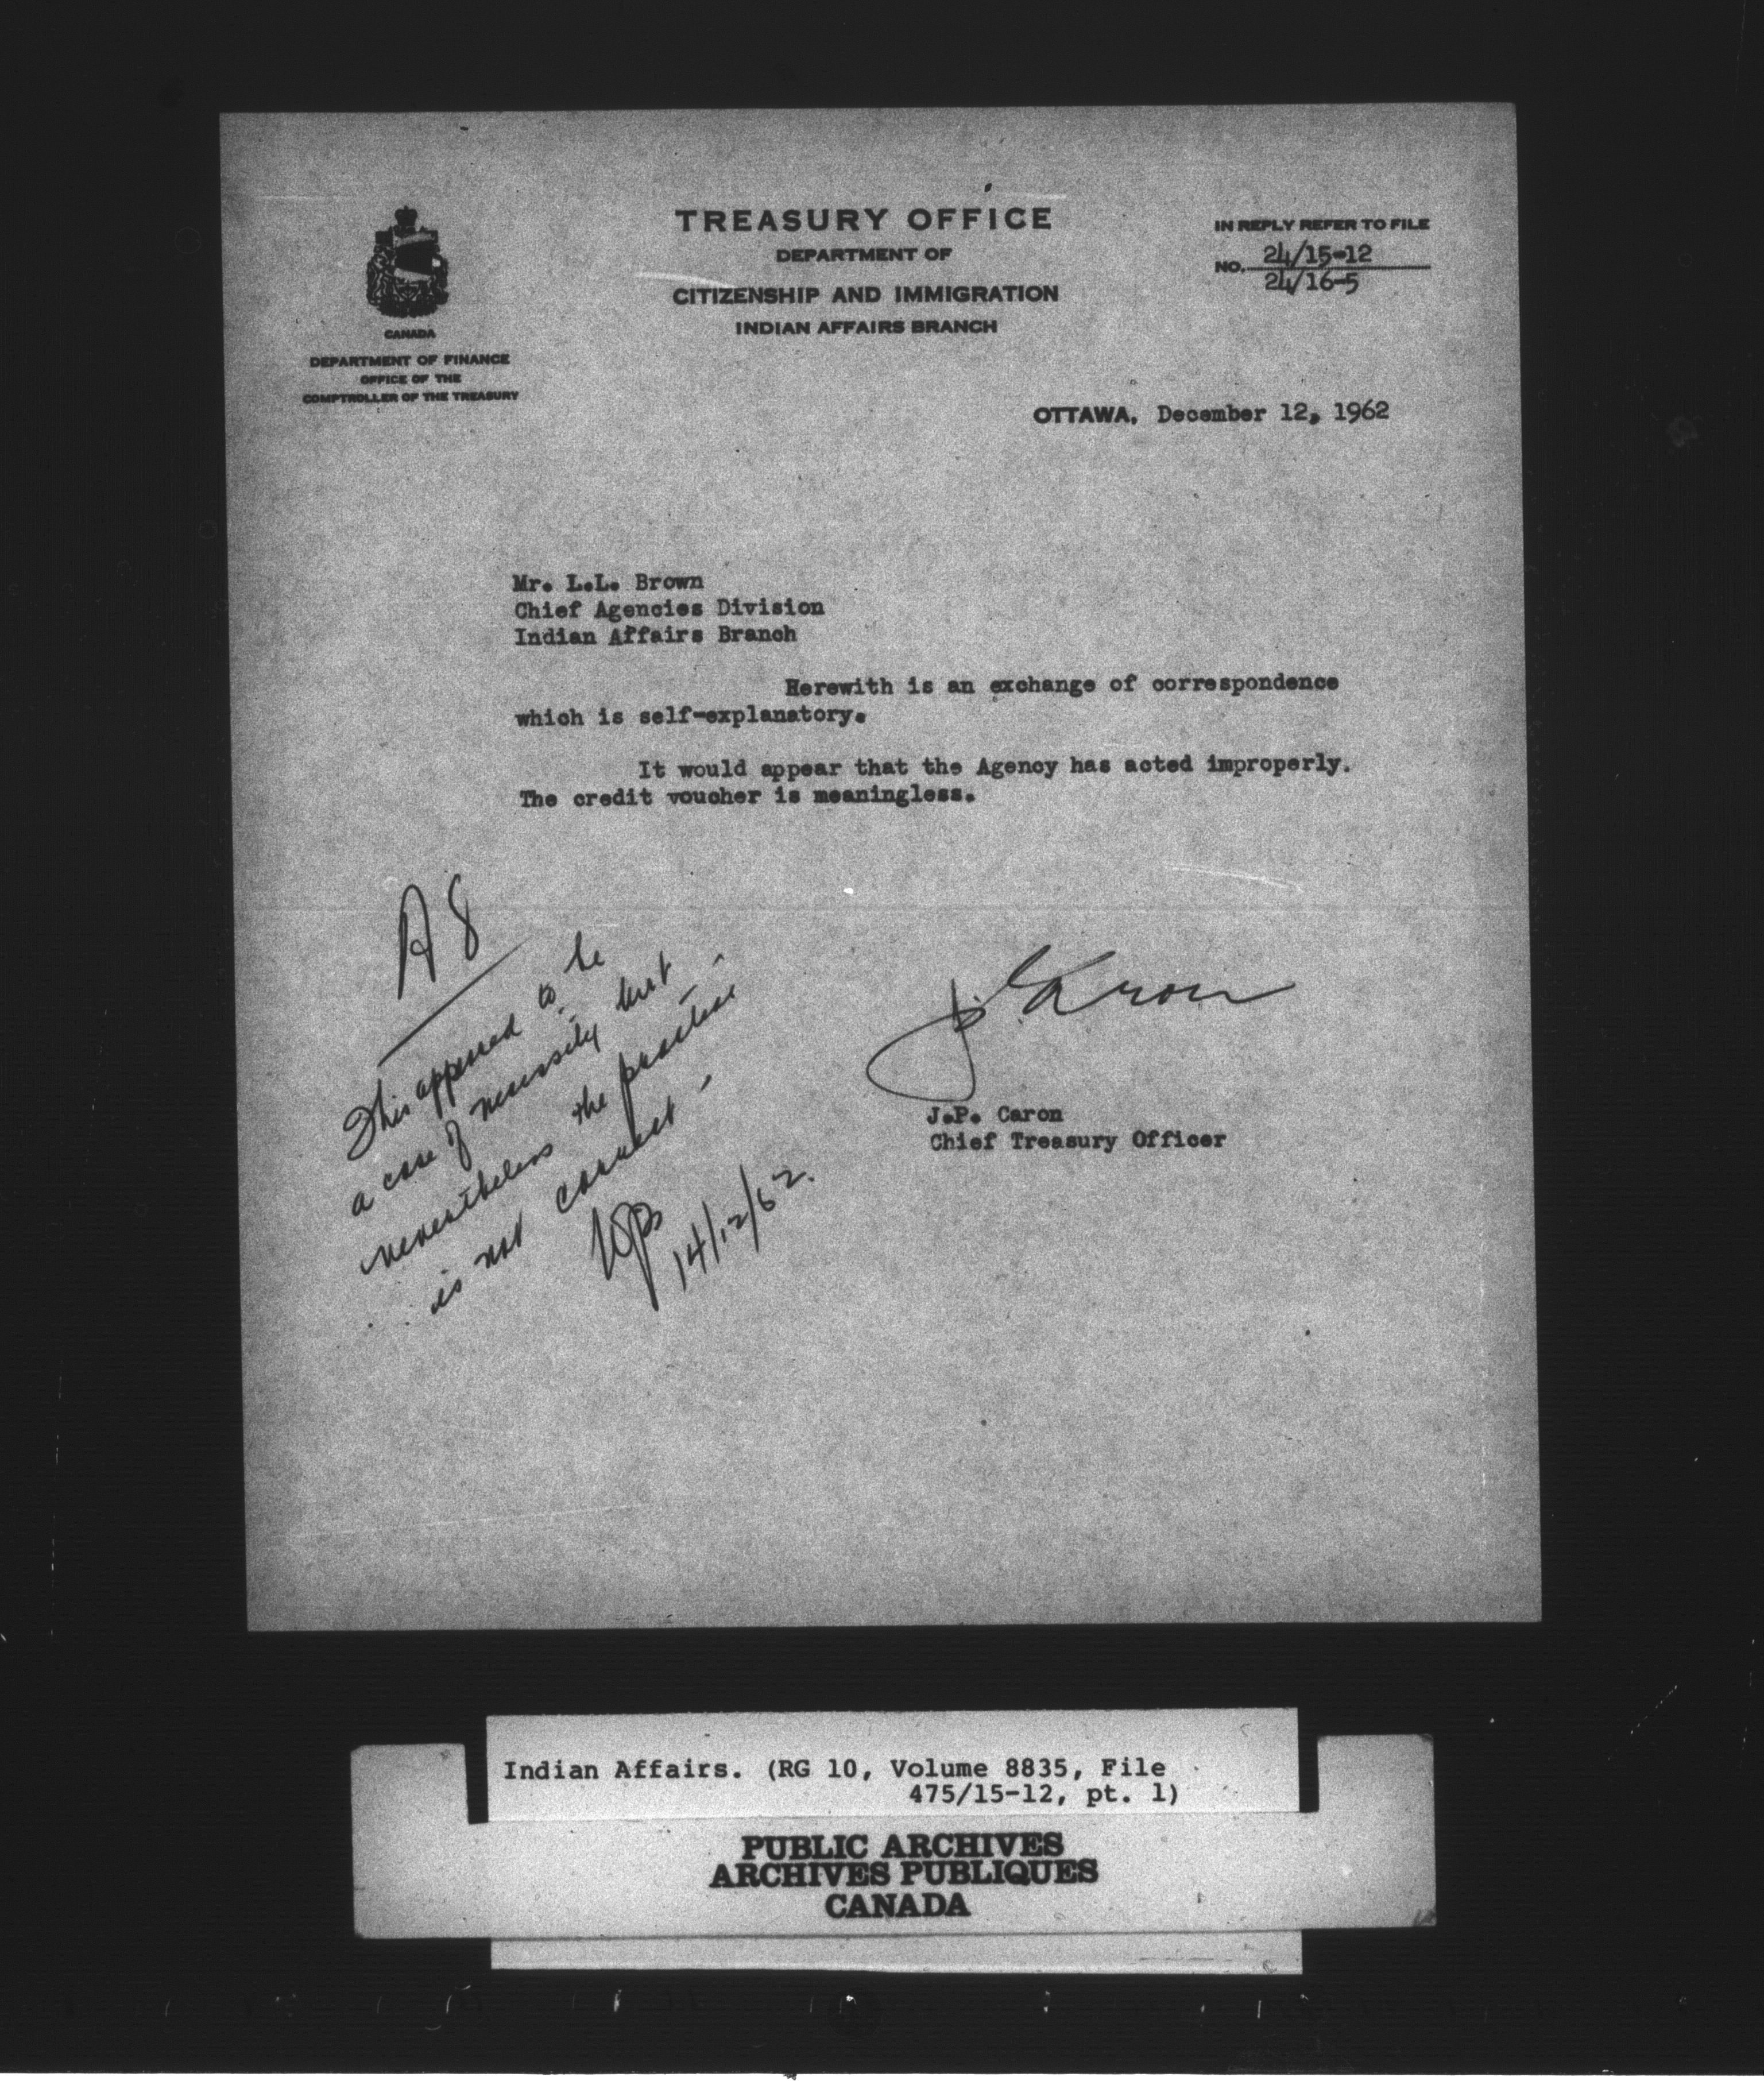 TREASURY OFFICE
DEPARTMENT OF
CITIZENSHIP AND IMMIGRATION
INDIAN AFFAIRS BRANCH
CANADA
DEPARTMENT OF FINANCE
OFFICE OF THE
COMPTROLLER OF THE TREASURY
IN REPLY REFER TO FILE
NO. 24/15-12
24/16-5
OTTAWA, December 12, 1962
Mr. L.L. Brown
Chief Agencies Division
Indian Affairs Branch
Herewith is an exchange of correspondence
which is self-explanatory.
It would appear that the Agency has acted improperly.
The credit voucher is meaningless.
A8
This appeared to be
a case of necessity but -
nevertheless the practice
is not correct -
14/12/62.
J.P. Caron
J.P. Caron
Chief Treasury Officer
Indian Affairs. (RG 10, Volume 8835, File
475/15-12, pt. 1)
PUBLIC ARCHIVES
ARCHIVES PUBLIQUES
CANADA